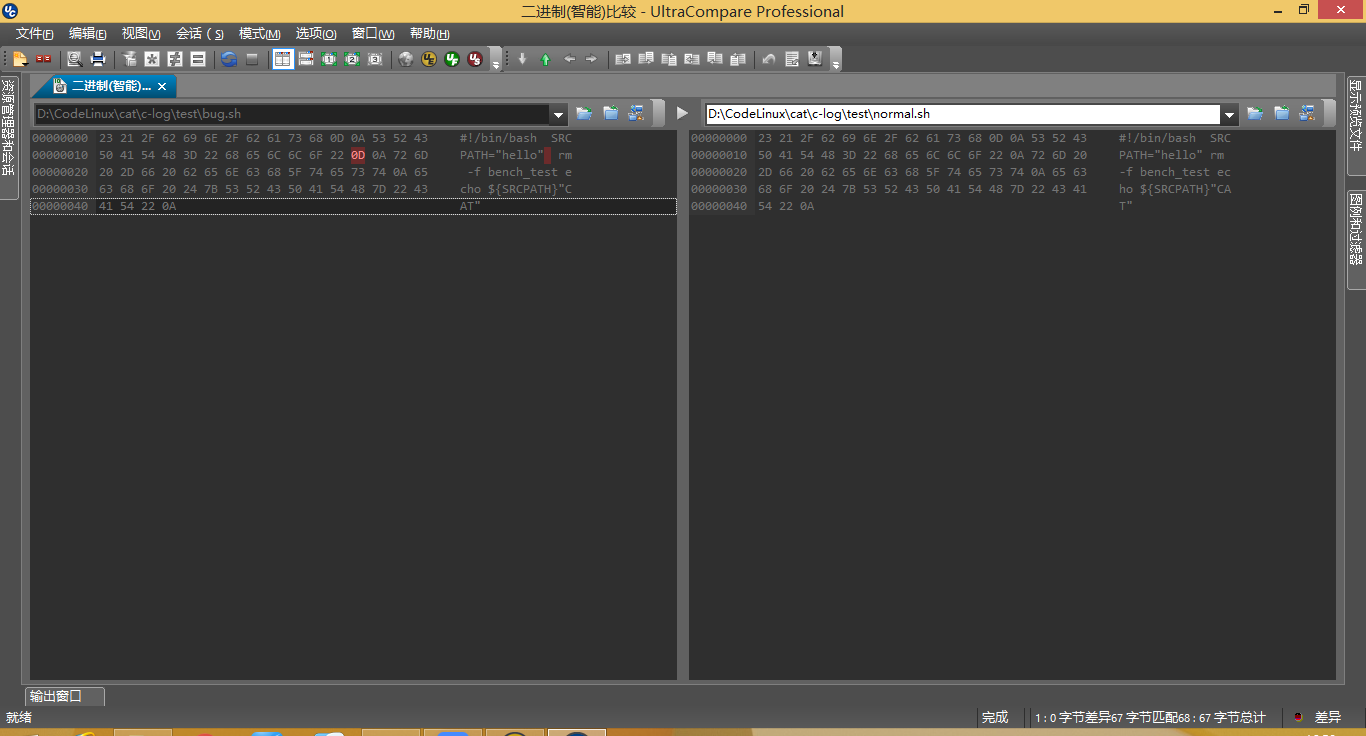 二进制(智能)比较 - UltraCompare Professional
文件(F) 编辑(E) 视图(V) 会话 ( S) 模式(M) 选项(O) 窗口(W) 帮助(H)
二进制(智能)...
资源管理器和会话
D:\CodeLinux\cat\c-log\test\bug.sh
00000000 23 21 2F 62 69 6E 2F 62 61 73 68 0D 0A 53 52 43 #!/bin/bash SRC
00000010 50 41 54 48 3D 22 68 65 6C 6C 6F 22 0D 0A 72 6D PATH="hello" rm
00000020 20 2D 66 20 62 65 6E 63 68 5F 74 65 73 74 0A 65 -f bench_test e
00000030 63 68 6F 20 24 7B 53 52 43 50 41 54 48 7D 22 43 cho ${SRCPATH}"C
00000040 41 54 22 0A AT"
D:\CodeLinux\cat\c-log\test\normal.sh
00000000 23 21 2F 62 69 6E 2F 62 61 73 68 0D 0A 53 52 43 #!/bin/bash SRC
00000010 50 41 54 48 3D 22 68 65 6C 6C 6F 22 0A 72 6D 20 PATH="hello" rm
00000020 2D 66 20 62 65 6E 63 68 5F 74 65 73 74 0A 65 63 -f bench_test ec
00000030 68 6F 20 24 7B 53 52 43 50 41 54 48 7D 22 43 41 ho ${SRCPATH}"CA
00000040 54 22 0A T"
显示预览文件
图例和过滤器
输出窗口
就绪
完成
1 : 0 字节差异67 字节匹配68 : 67 字节总计
差异